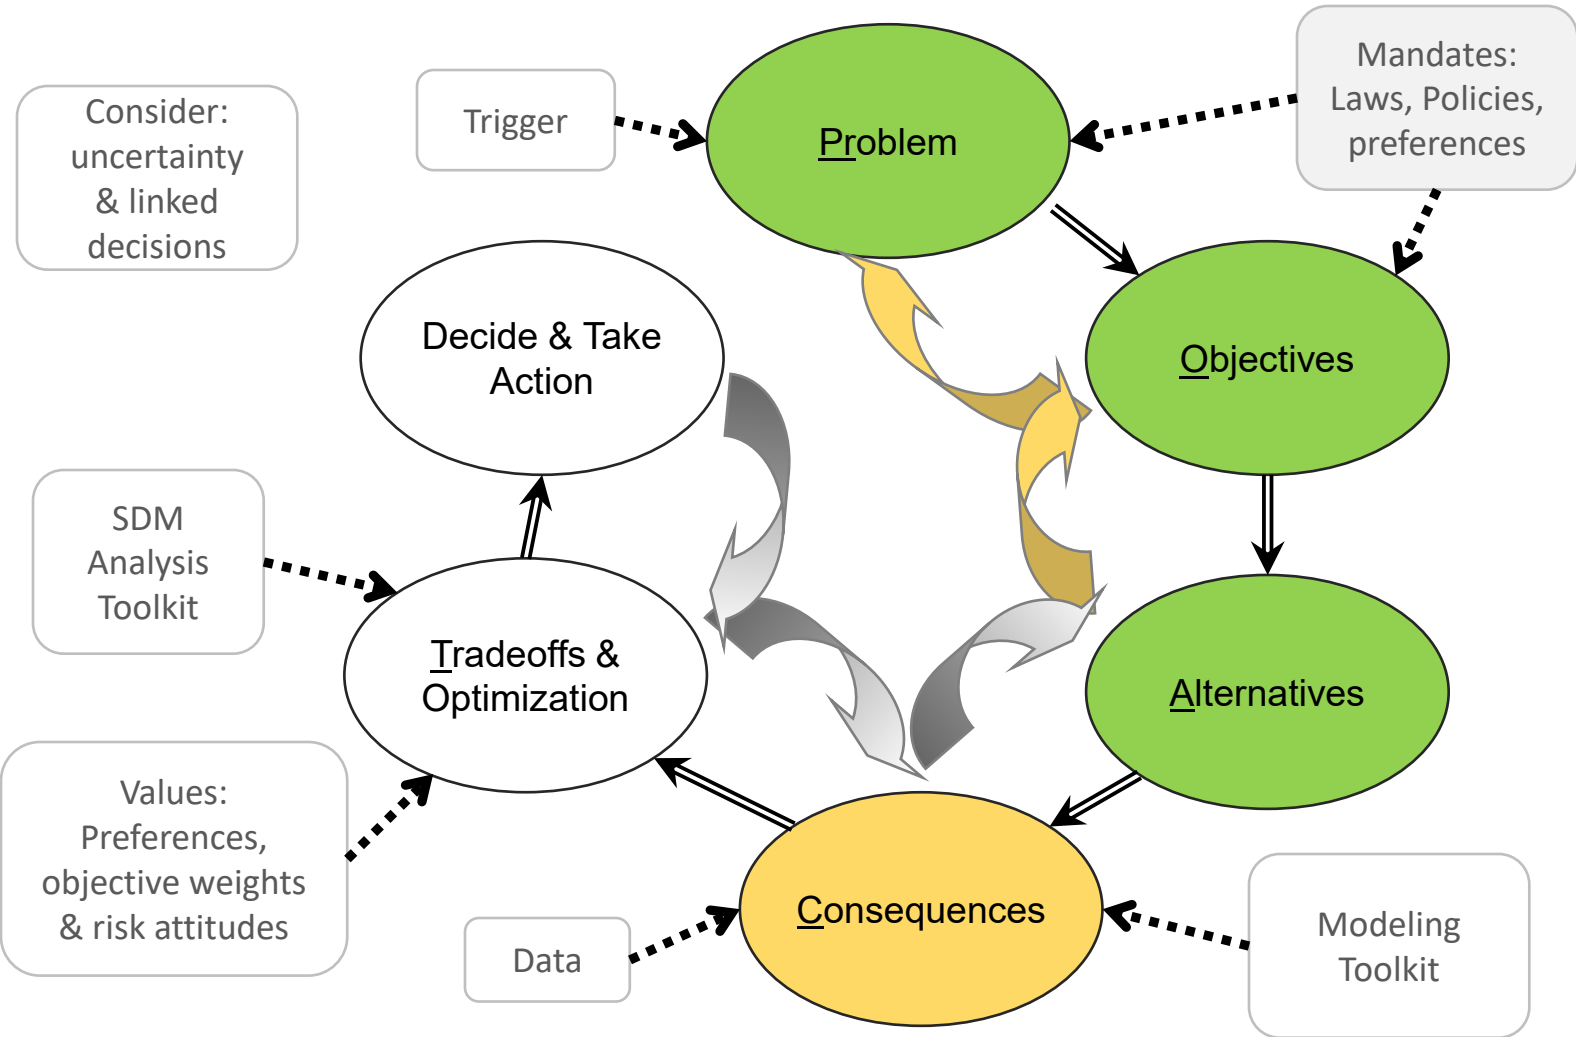 Consider:
uncertainty
& linked
decisions
Trigger
Problem
Mandates:
Laws, Policies,
preferences
Decide & Take
Action
Objectives
SDM
Analysis
Toolkit
Tradeoffs &
Optimization
Alternatives
Values:
Preferences,
objective weights
& risk attitudes
Data
Consequences
Modeling
Toolkit